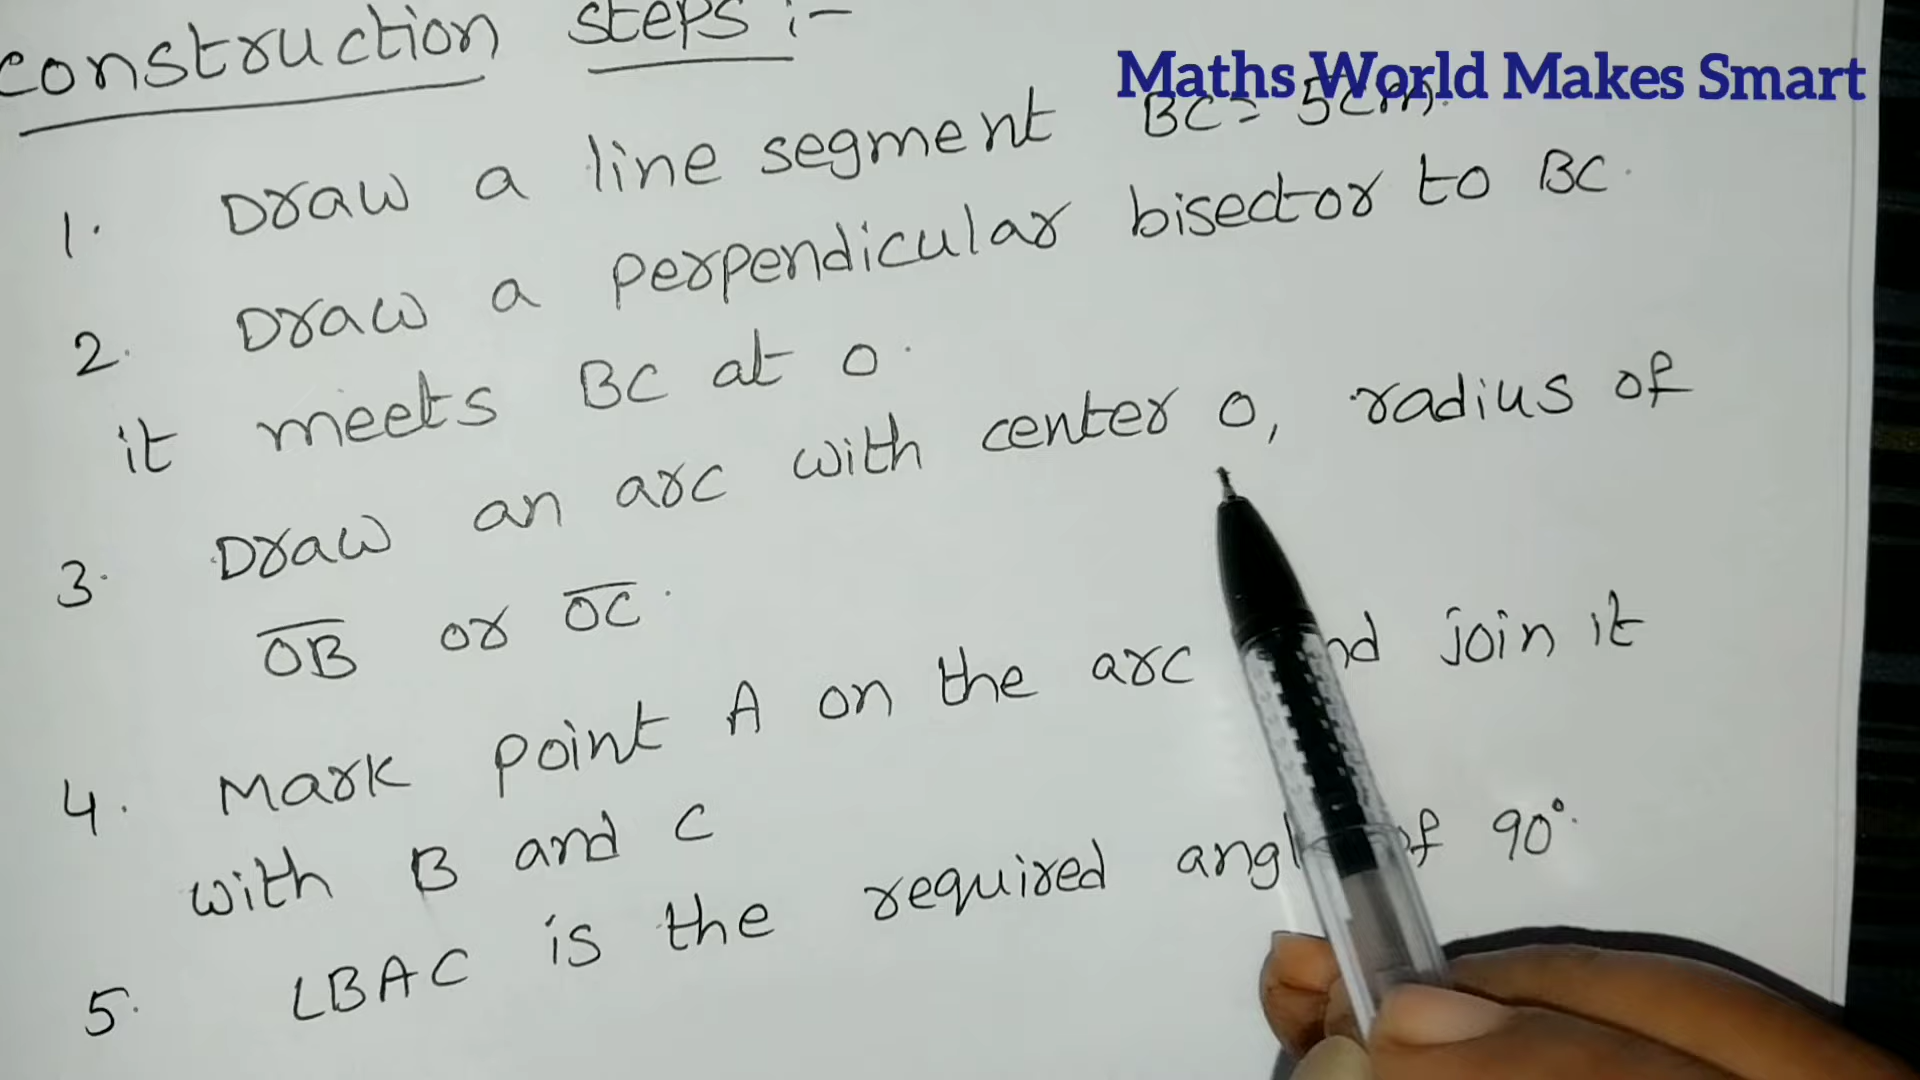 construction steps :-
Maths World Makes Smart
1. Draw a line segment BC = 5cm.
2. Draw a perpendicular bisector to BC.
it meets BC at O.
3. Draw an arc with center O, radius of
OB or OC.
4. Mark point A on the arc join it
with B and C
5. ∠BAC is the required of 90°.